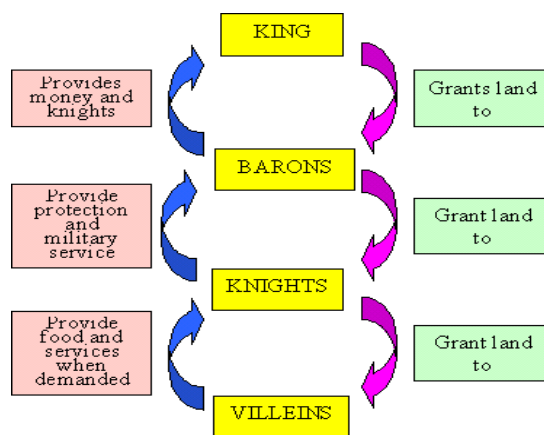 KING
Provides
money and
knights
Grants land
to
BARONS
Provide
protection
and
military
service
Grant land
to
KNIGHTS
Provide
food and
services
when
demanded
Grant land
to
VILLEINS